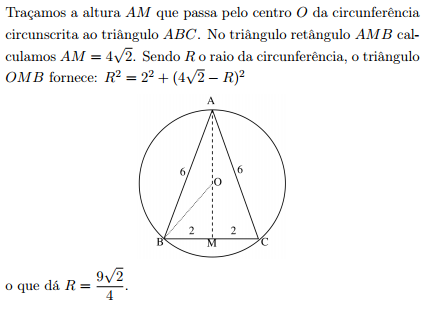 Traçamos a altura AM que passa pelo centro O da circunferência
circunscrita ao triângulo ABC. No triângulo retângulo AMB cal-
culamos AM = 4√2. Sendo R o raio da circunferência, o triângulo
OMB fornece: R² = 2² + (4√2 − R)²
A
6 6
O
2 2
B M C
o que dá R = 9√2/4.